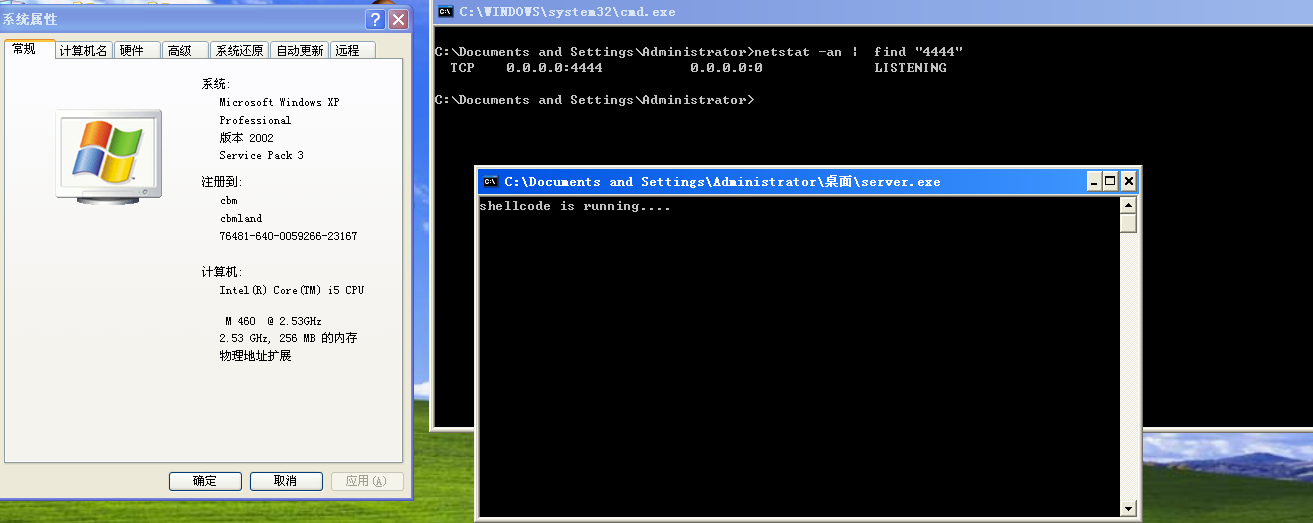 系统属性
常规 计算机名 硬件 高级 系统还原 自动更新 远程
系统:
Microsoft Windows XP
Professional
版本 2002
Service Pack 3
注册到:
cbm
cbmland
76481-640-0059266-23167
计算机:
Intel(R) Core(TM) i5 CPU
M 460 @ 2.53GHz
2.53 GHz, 256 MB 的内存
物理地址扩展
确定 取消 应用(A)
C:\WINDOWS\system32\cmd.exe
C:\Documents and Settings\Administrator>netstat -an | find "4444"
TCP 0.0.0.0:4444 0.0.0.0:0 LISTENING
C:\Documents and Settings\Administrator>
C:\Documents and Settings\Administrator\桌面\server.exe
shellcode is running....